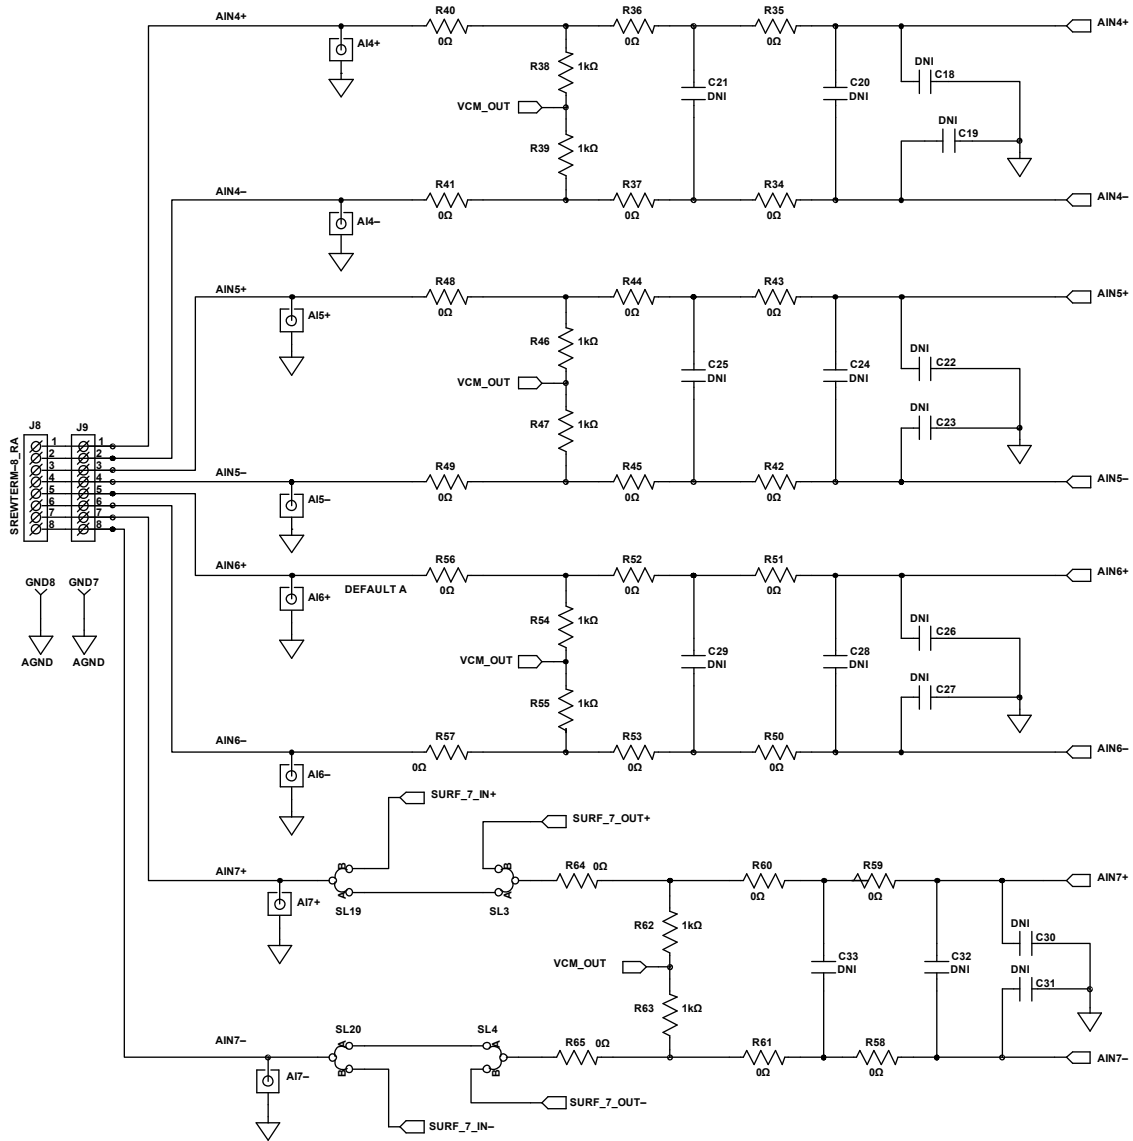 AIN4+ R40 R36 R35 AIN4+
AI4+ 0Ω 0Ω 0Ω
R38 1kΩ C21 DNI C20 DNI DNI C18
VCM_OUT
DNI C19
R39 1kΩ
AIN4– R41 R37 R34 AIN4–
AI4– 0Ω 0Ω 0Ω
AIN5+ R48 R44 R43 AIN5+
AI5+ 0Ω 0Ω 0Ω
R46 1kΩ DNI C22
VCM_OUT C25 DNI C24 DNI
J8 J9 R47 1kΩ DNI C23
SREWTERM–8_RA
1 1
2 2
3 3
4 4
5 5
6 6
7 7
8 8
AIN5– R49 R45 R42 AIN5–
AI5– 0Ω 0Ω 0Ω
AIN6+ R56 R52 R51 AIN6+
DEFAULT A
AI6+ 0Ω 0Ω 0Ω
GND8 GND7
AGND AGND
R54 1kΩ DNI C26
VCM_OUT C29 DNI C28 DNI
R55 1kΩ DNI C27
AIN6– R57 R53 R50 AIN6–
AI6– 0Ω 0Ω 0Ω
SURF_7_IN+
SURF_7_OUT+
AIN7+ B A B A R64 0Ω R60 R59 AIN7+
AI7+ SL19 SL3 0Ω 0Ω
R62 1kΩ DNI C30
VCM_OUT C33 DNI C32 DNI DNI C31
R63 1kΩ
SL20 SL4
AIN7– A B A B R65 0Ω R61 R58 AIN7–
AI7– 0Ω 0Ω
SURF_7_OUT–
SURF_7_IN–